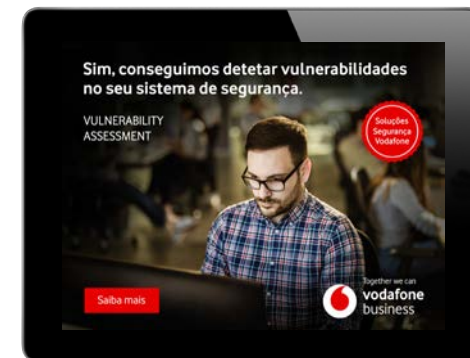 Sim, conseguimos detetar vulnerabilidades
no seu sistema de segurança.
VULNERABILITY
ASSESSMENT
Soluções
Segurança
Vodafone
Saiba mais
Together we can
vodafone
business